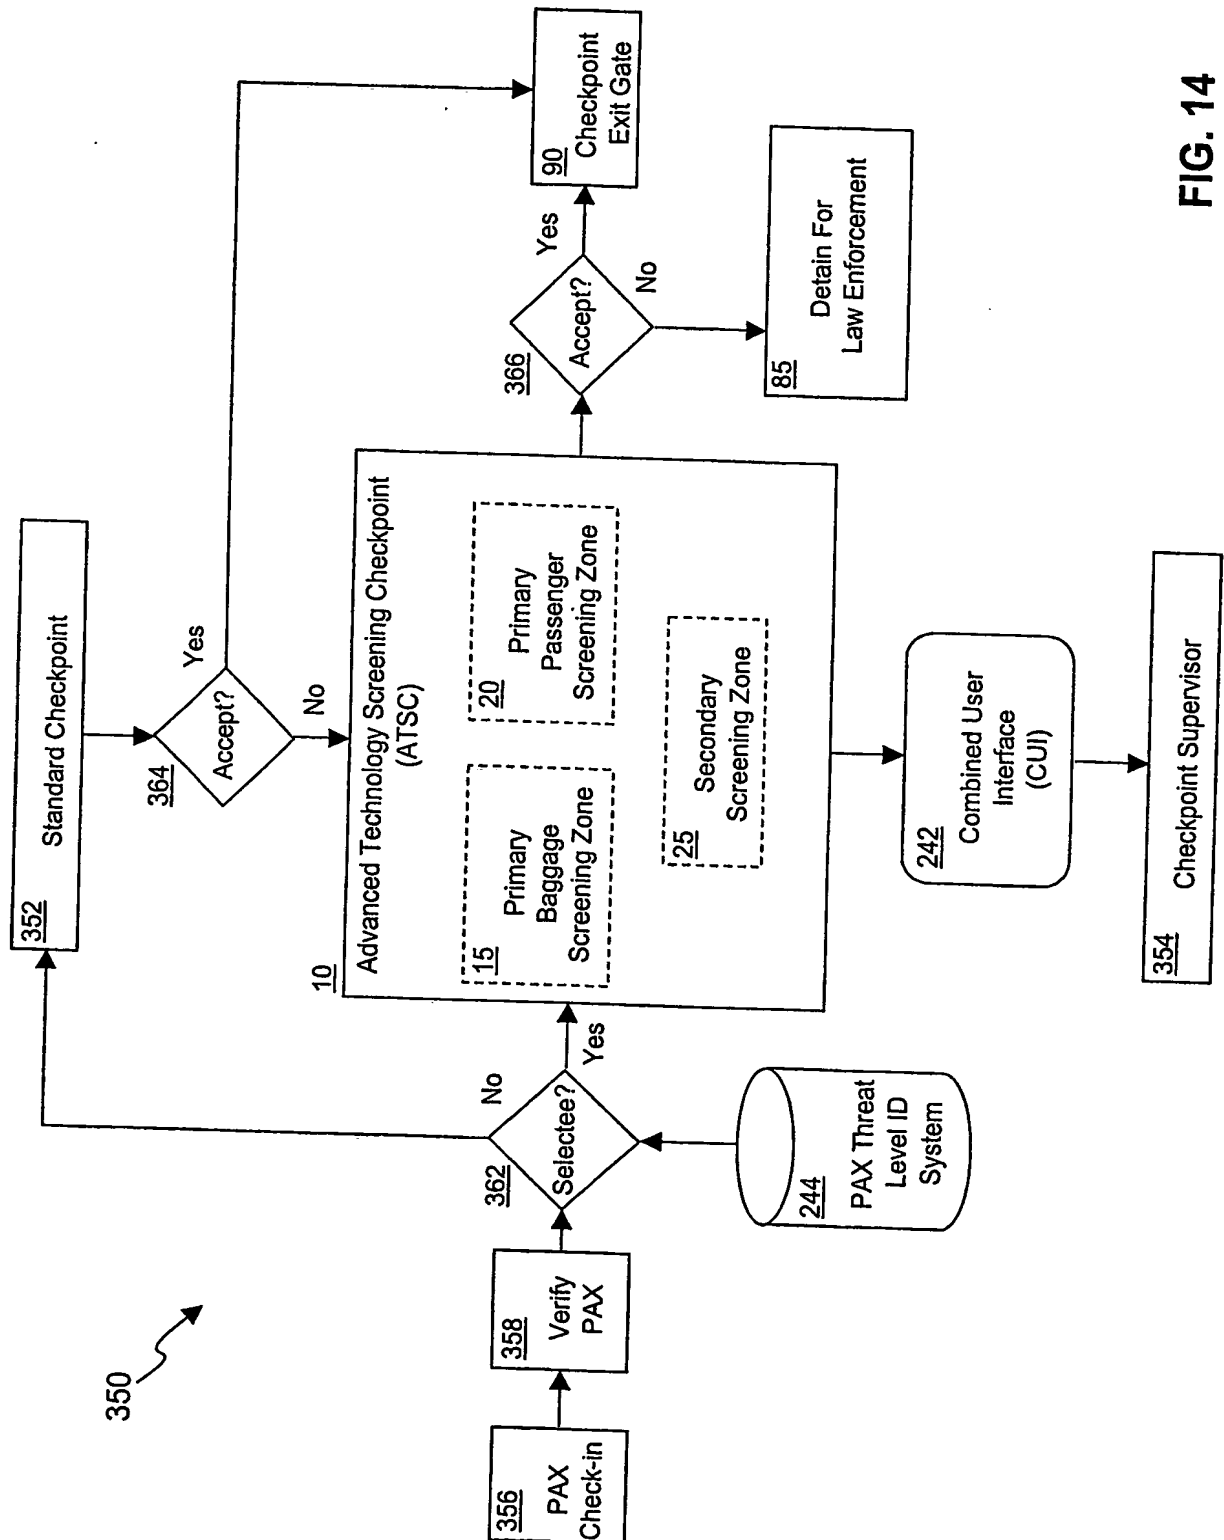 350
356
PAX
Check-in
358
Verify
PAX
362
Selectee?
No
Yes
244
PAX Threat
Level ID
System
352
Standard Checkpoint
364
Accept?
Yes
No
10
Advanced Technology Screening Checkpoint
(ATSC)
15
Primary
Baggage
Screening Zone
20
Primary
Passenger
Screening Zone
25
Secondary
Screening Zone
242
Combined User
Interface
(CUI)
354
Checkpoint Supervisor
366
Accept?
Yes
No
90
Checkpoint
Exit Gate
85
Detain For
Law Enforcement
FIG. 14